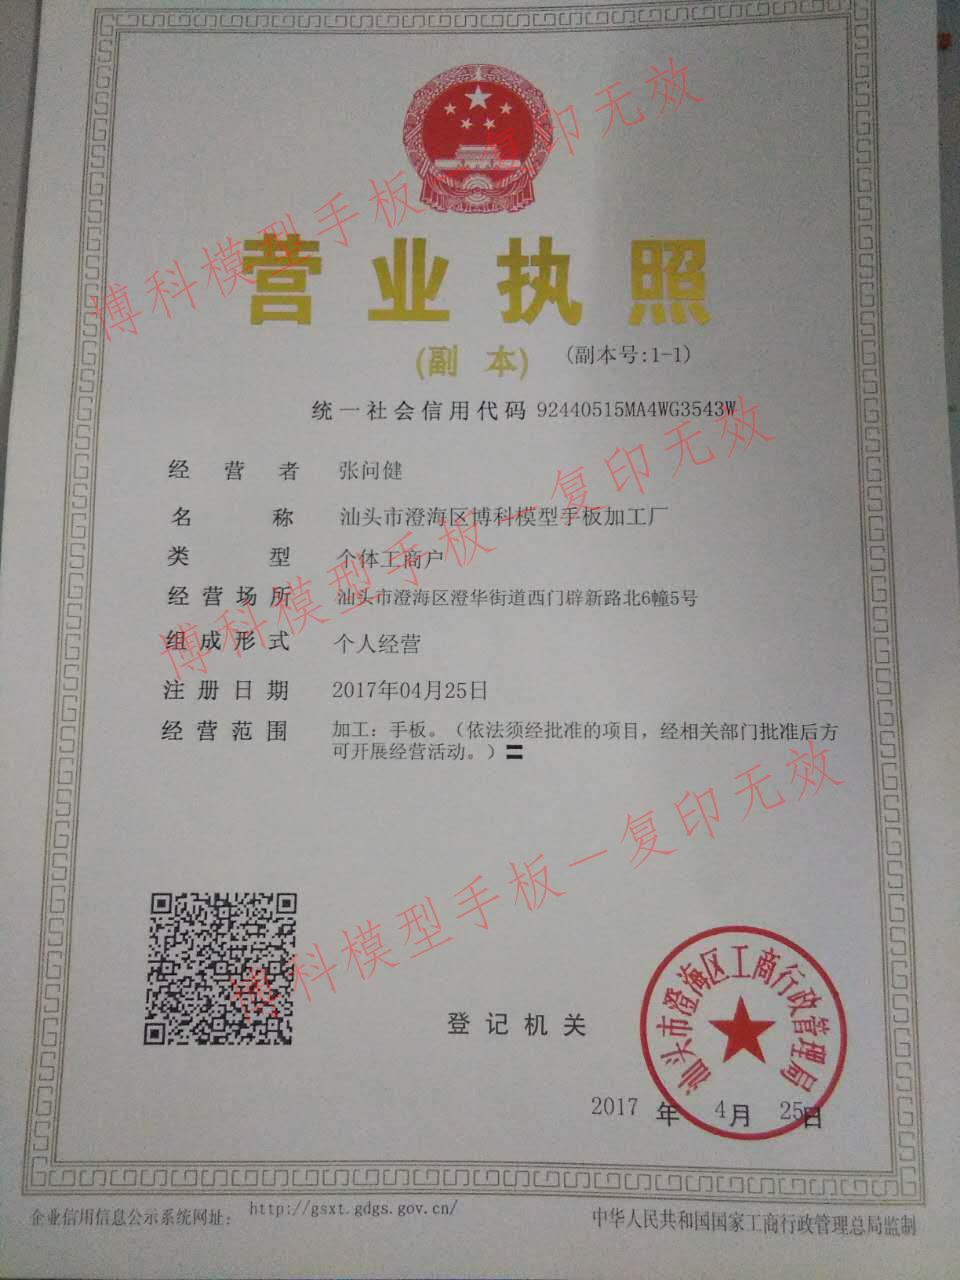 营业执照
(副 本) (副本号:1-1)
统一社会信用代码 92440515MA4WG3543W
经营者 张问健
名称 汕头市澄海区博科模型手板加工厂
类型 个体工商户
经营场所 汕头市澄海区澄华街道西门辟新路北6幢5号
组成形式 个人经营
注册日期 2017年04月25日
经营范围 加工：手板。（依法须经批准的项目，经相关部门批准后方
可开展经营活动。）〓
登记机关
汕头市澄海区工商行政管理局
2017 年 4月 25日
企业信用信息公示系统网址： http://gsxt.gdgs.gov.cn/
中华人民共和国国家工商行政管理总局监制
博科模型手板－复印无效
博科模型手板－复印无效
博科模型手板－复印无效